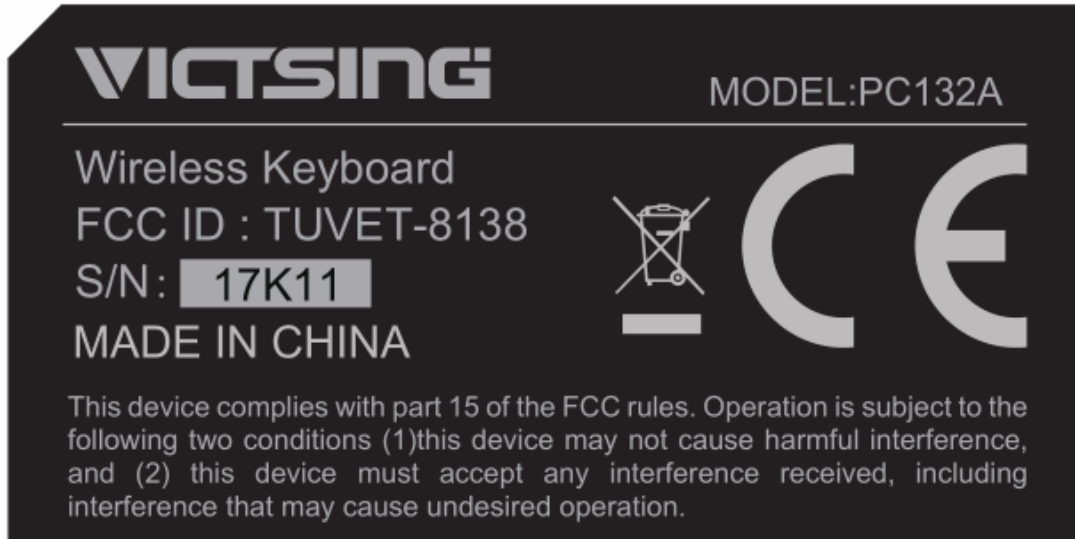 VICTSING
MODEL:PC132A
Wireless Keyboard
FCC ID : TUVET-8138
S/N: 17K11
MADE IN CHINA
CE
This device complies with part 15 of the FCC rules. Operation is subject to the
following two conditions (1)this device may not cause harmful interference,
and (2) this device must accept any interference received, including
interference that may cause undesired operation.